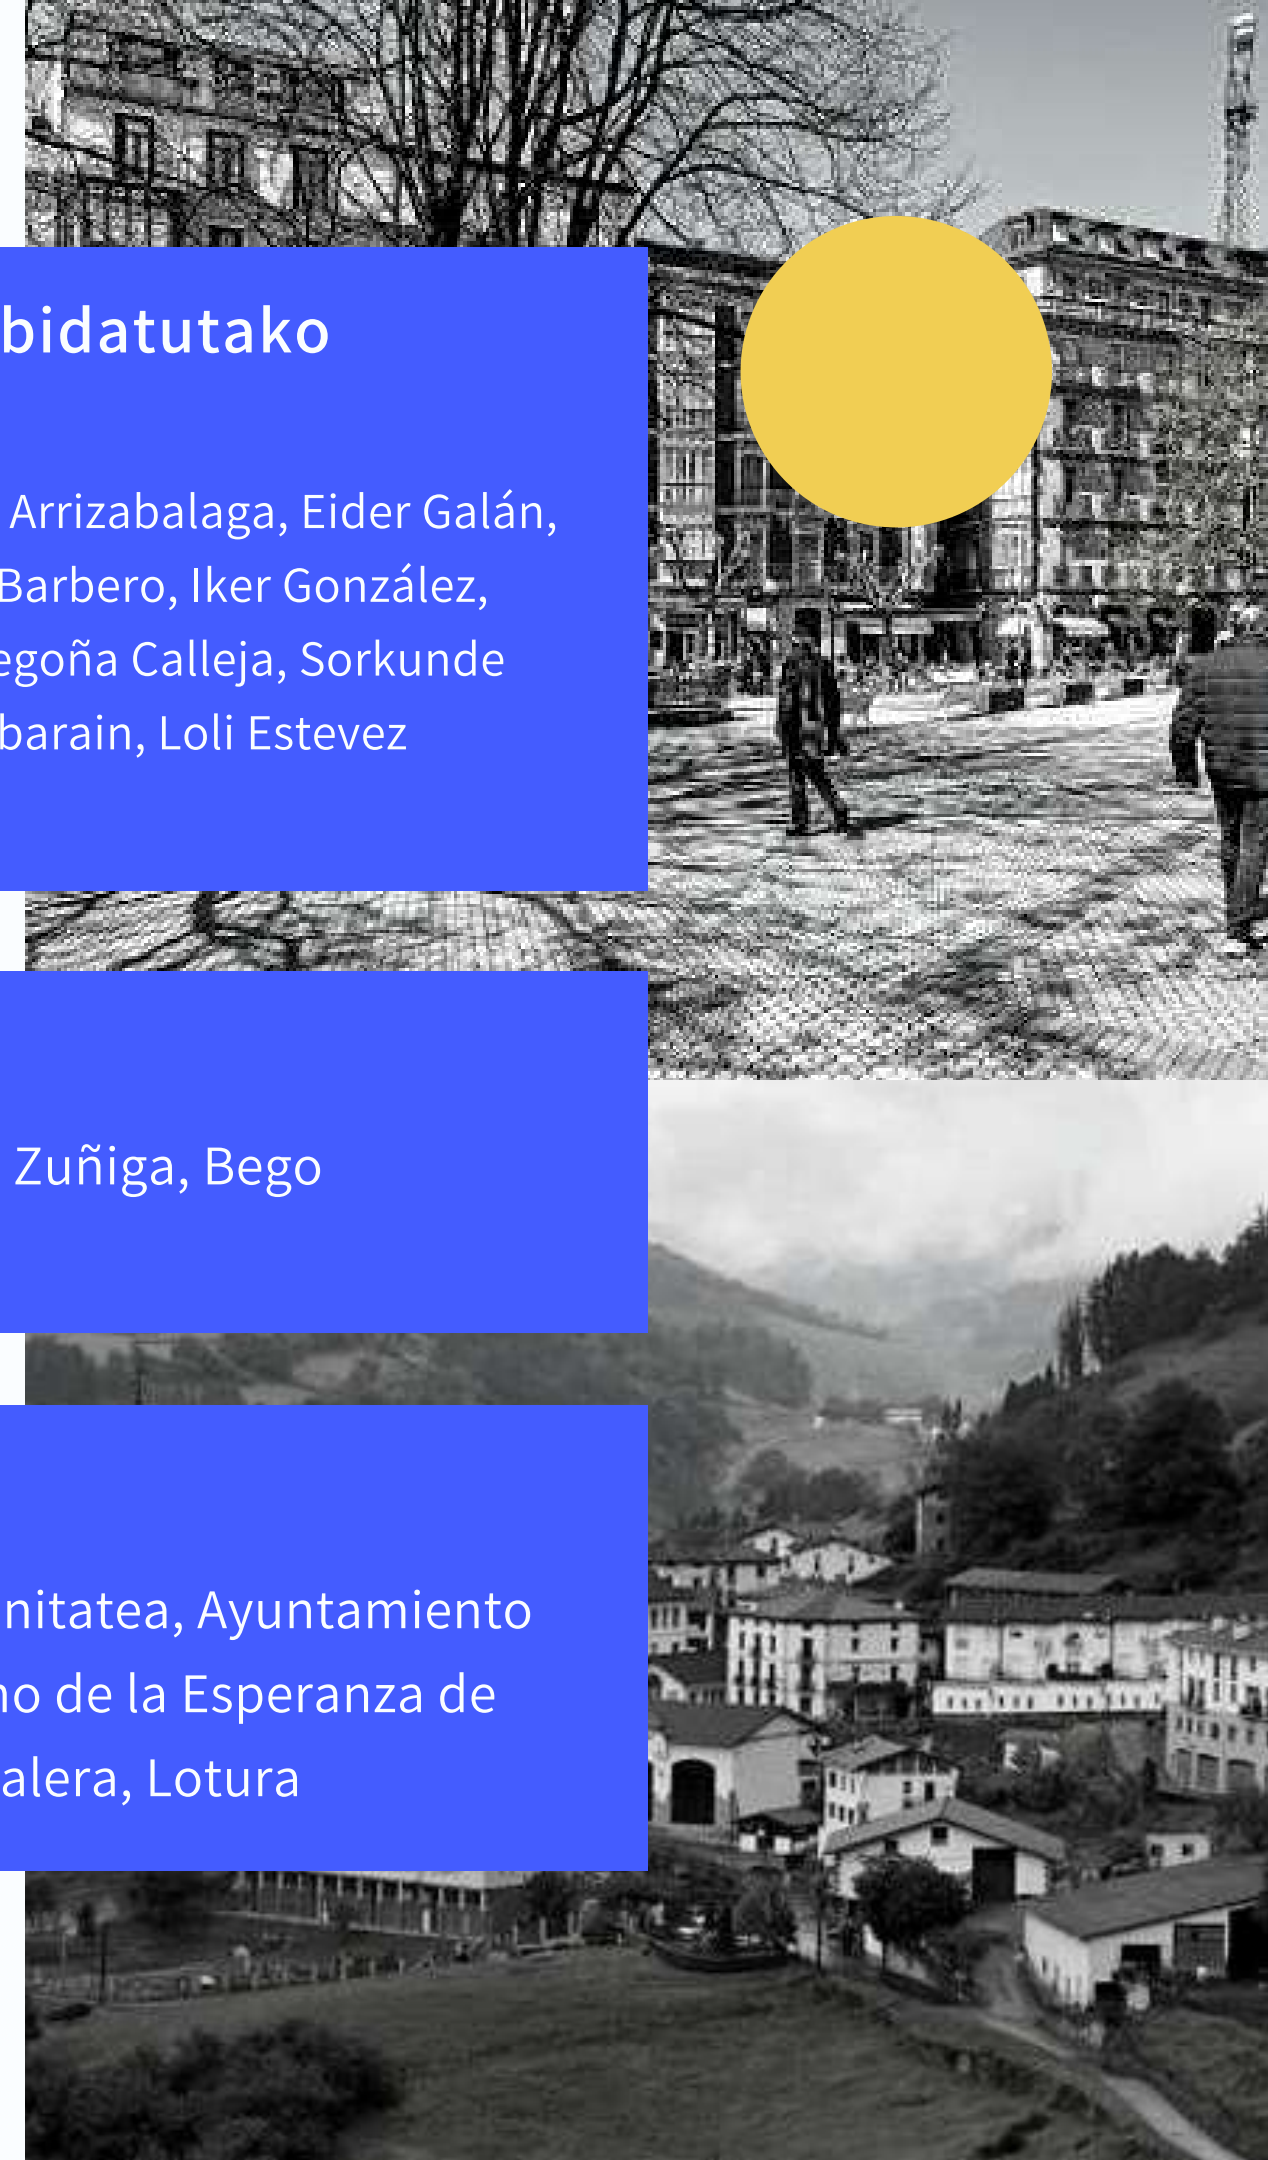 bidatutako
Arrizabalaga, Eider Galán,
Barbero, Iker González,
egoña Calleja, Sorkunde
barain, Loli Estevez
Zuñiga, Bego
nitatea, Ayuntamiento
no de la Esperanza de
alera, Lotura